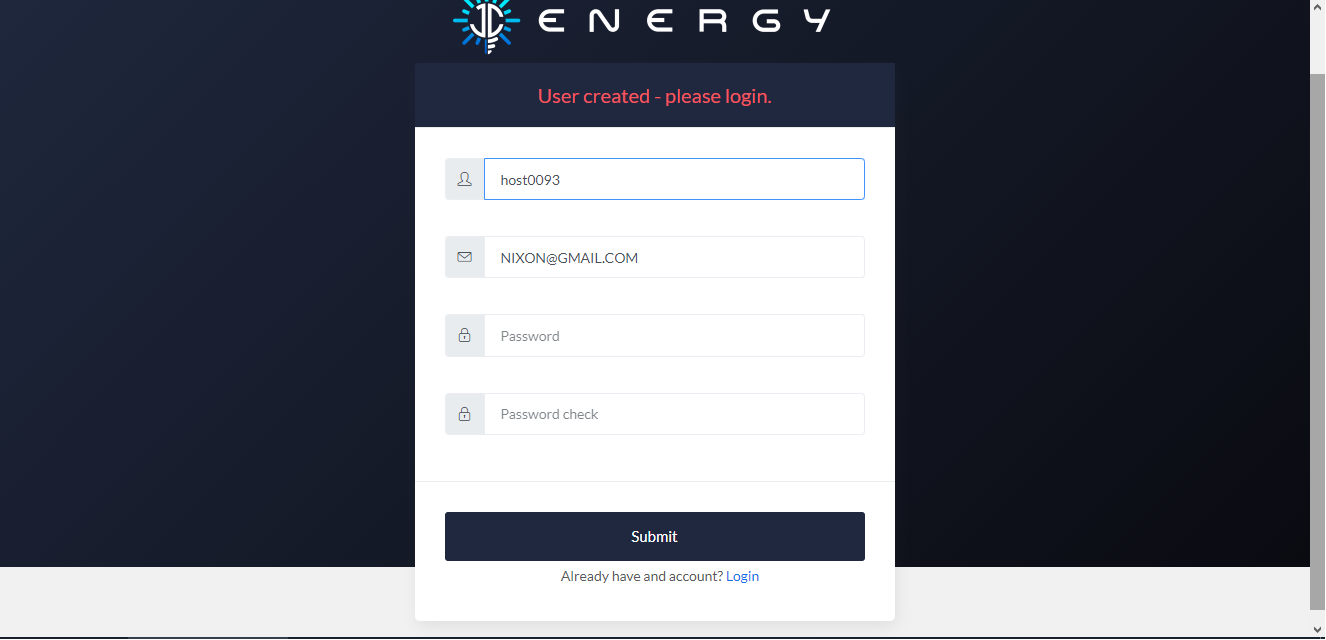 ENERGY
User created - please login.
host0093
NIXON@GMAIL.COM
Password
Password check
Submit
Already have and account? Login